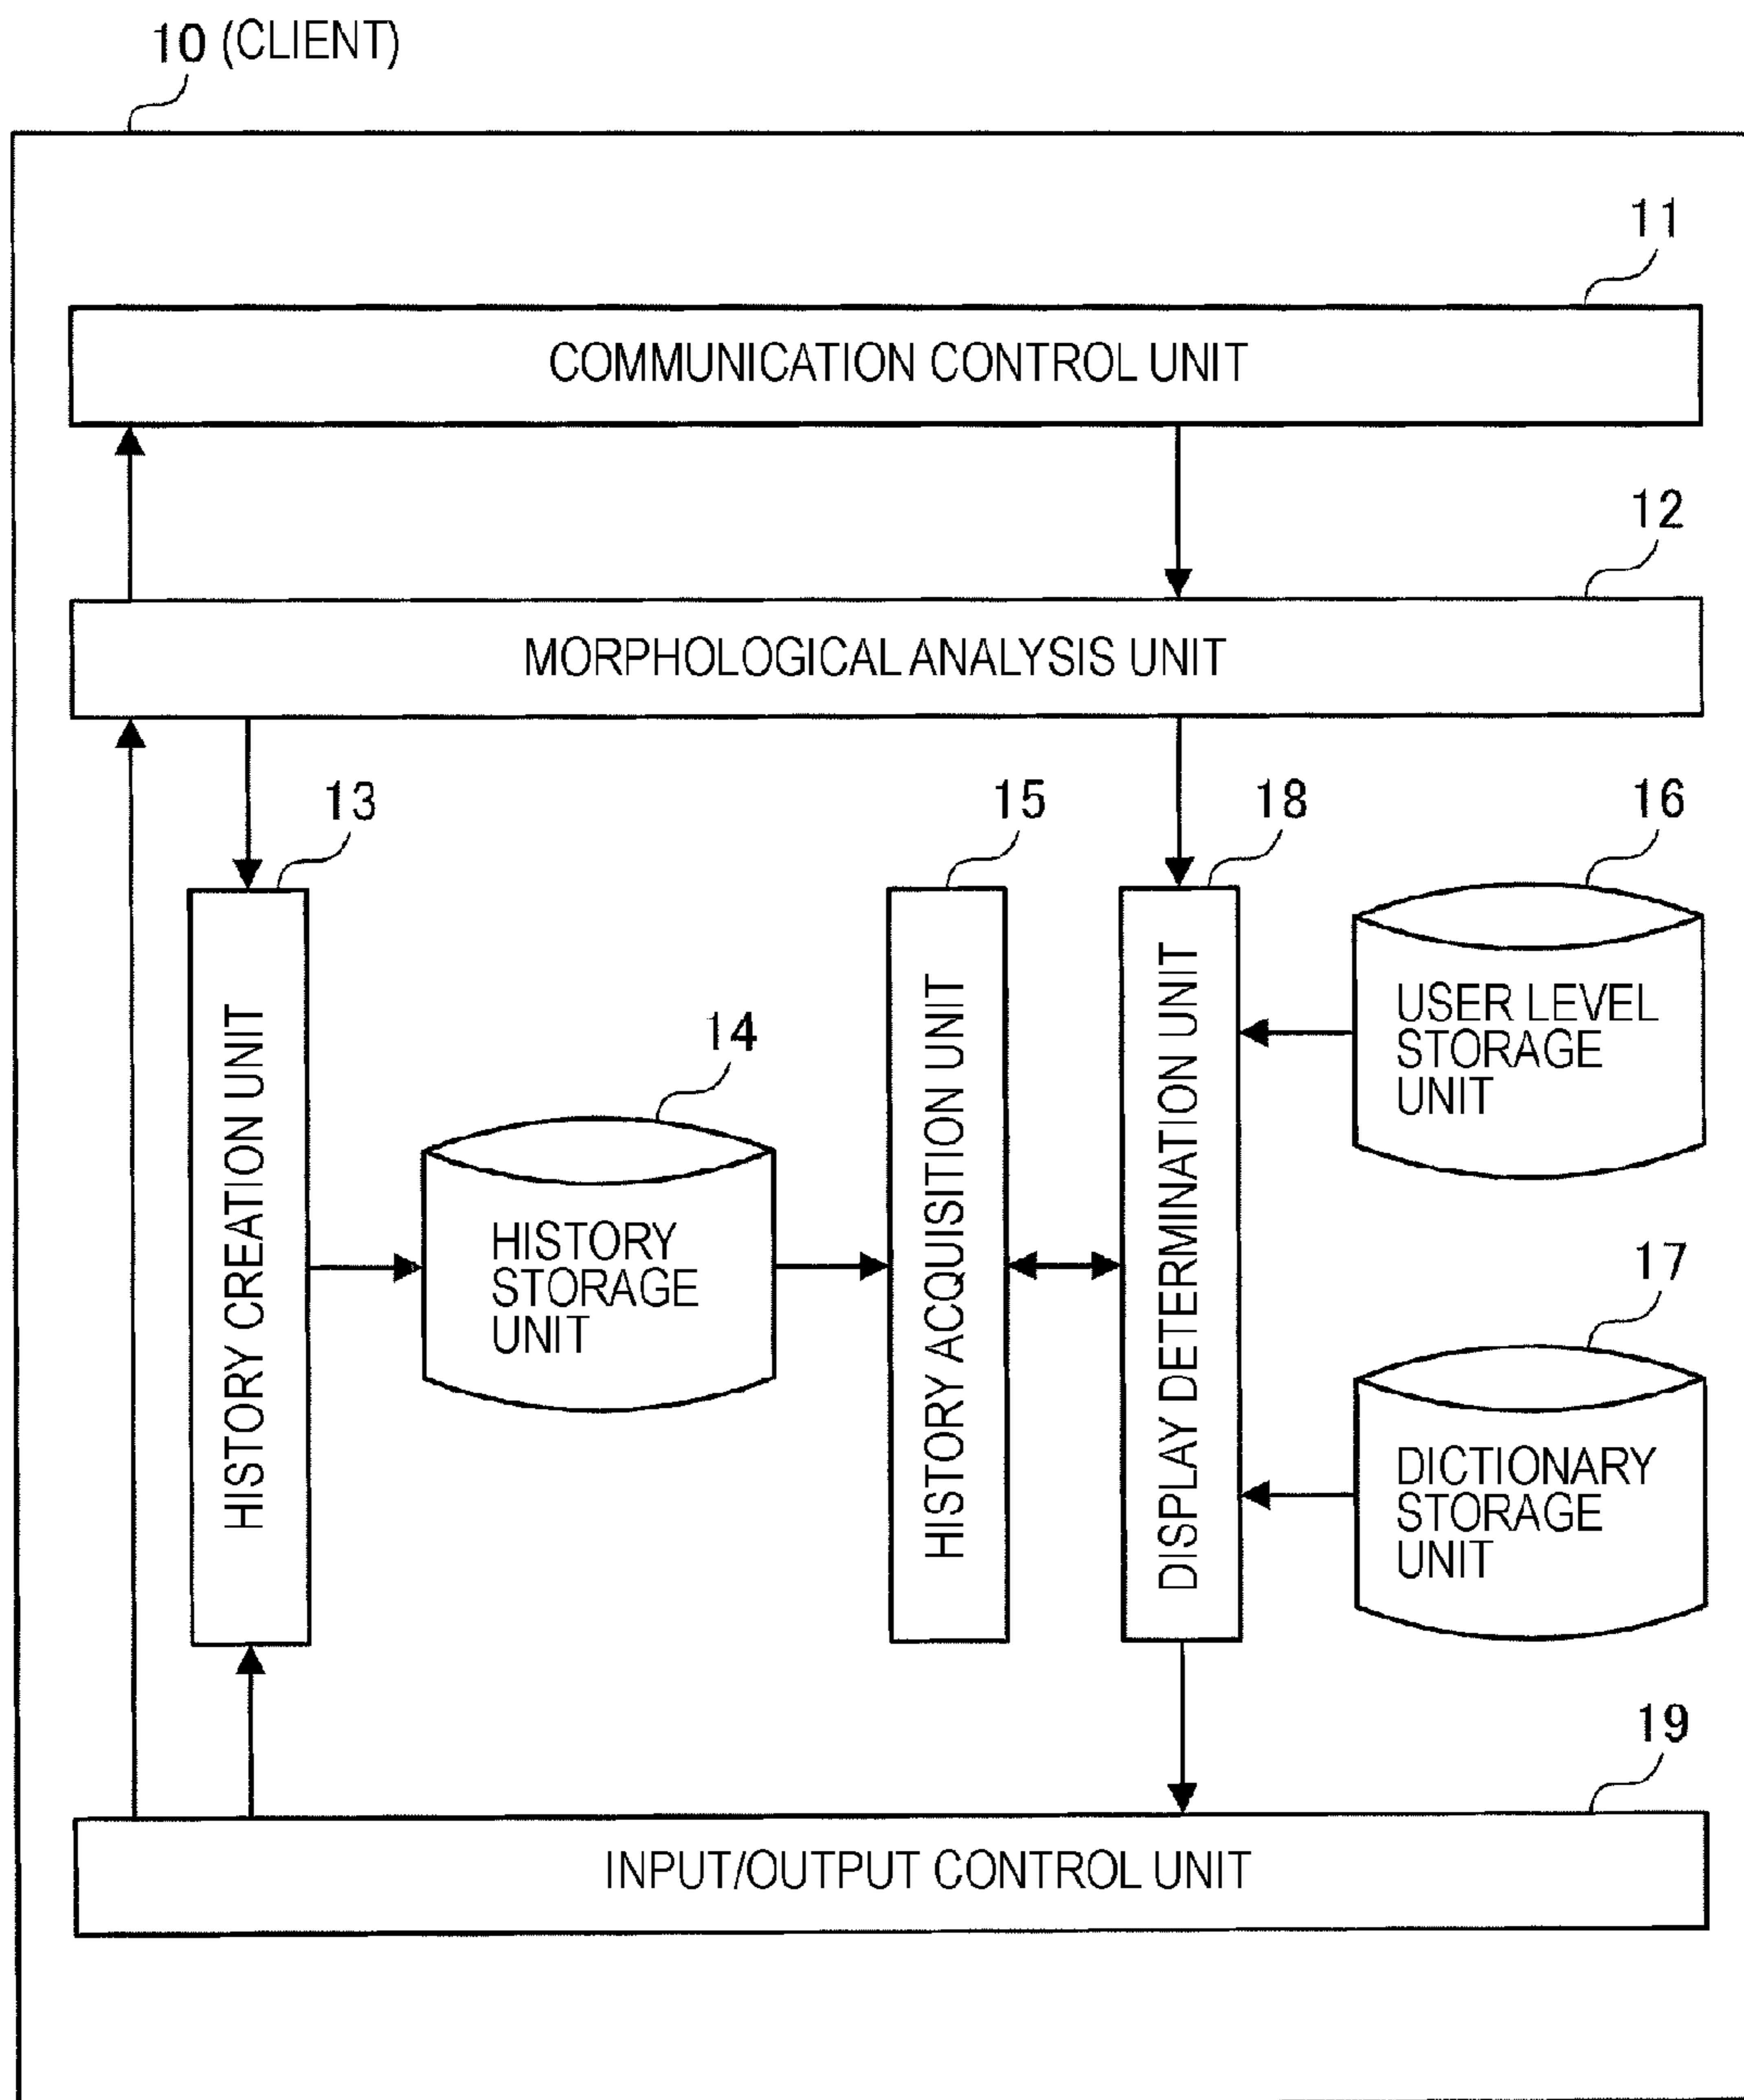 10 (CLIENT)
11
COMMUNICATION CONTROL UNIT
12
MORPHOLOGICAL ANALYSIS UNIT
13
HISTORY CREATION UNIT
14
HISTORY
STORAGE
UNIT
15
HISTORY ACQUISITION UNIT
18
DISPLAY DETERMINATION UNIT
16
USER LEVEL
STORAGE
UNIT
17
DICTIONARY
STORAGE
UNIT
19
INPUT/OUTPUT CONTROL UNIT